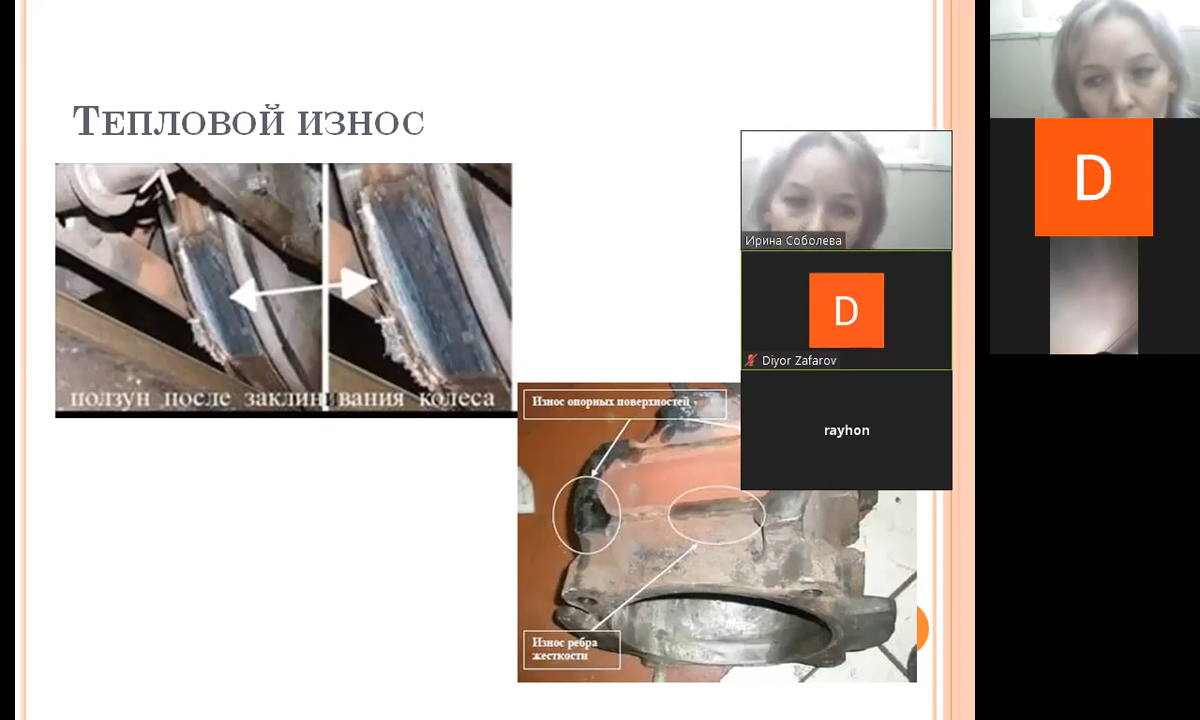 Тепловой износ
ползун после заклинивания колеса
Износ опорных поверхностей
Износ ребра
жесткости
Ирина Соболева
D
Diyor Zafarov
rayhon
D